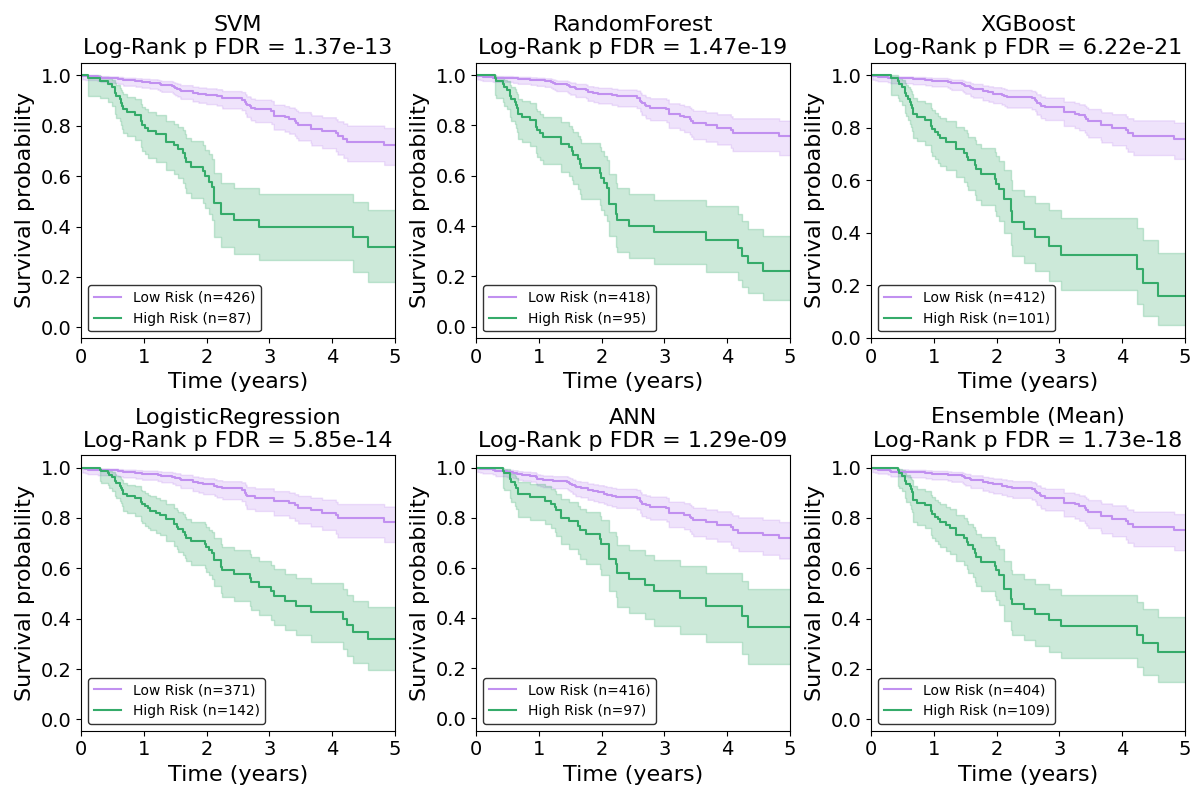 SVM
Log-Rank p FDR = 1.37e-13
Survival probability
1.0
0.8
0.6
0.4
0.2
0.0
Low Risk (n=426)
High Risk (n=87)
0 1 2 3 4 5
Time (years)
RandomForest
Log-Rank p FDR = 1.47e-19
Survival probability
1.0
0.8
0.6
0.4
0.2
0.0
Low Risk (n=418)
High Risk (n=95)
0 1 2 3 4 5
Time (years)
XGBoost
Log-Rank p FDR = 6.22e-21
Survival probability
1.0
0.8
0.6
0.4
0.2
0.0
Low Risk (n=412)
High Risk (n=101)
0 1 2 3 4 5
Time (years)
LogisticRegression
Log-Rank p FDR = 5.85e-14
Survival probability
1.0
0.8
0.6
0.4
0.2
0.0
Low Risk (n=371)
High Risk (n=142)
0 1 2 3 4 5
Time (years)
ANN
Log-Rank p FDR = 1.29e-09
Survival probability
1.0
0.8
0.6
0.4
0.2
0.0
Low Risk (n=416)
High Risk (n=97)
0 1 2 3 4 5
Time (years)
Ensemble (Mean)
Log-Rank p FDR = 1.73e-18
Survival probability
1.0
0.8
0.6
0.4
0.2
0.0
Low Risk (n=404)
High Risk (n=109)
0 1 2 3 4 5
Time (years)